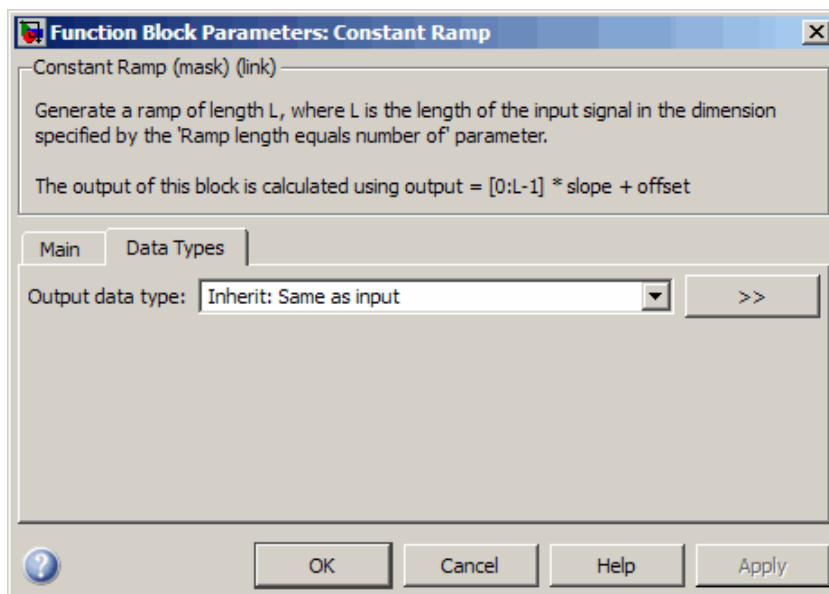 Function Block Parameters: Constant Ramp
Constant Ramp (mask) (link)
Generate a ramp of length L, where L is the length of the input signal in the dimension
specified by the 'Ramp length equals number of' parameter.
The output of this block is calculated using output = [0:L-1] * slope + offset
Main Data Types
Output data type: Inherit: Same as input >>
OK Cancel Help Apply